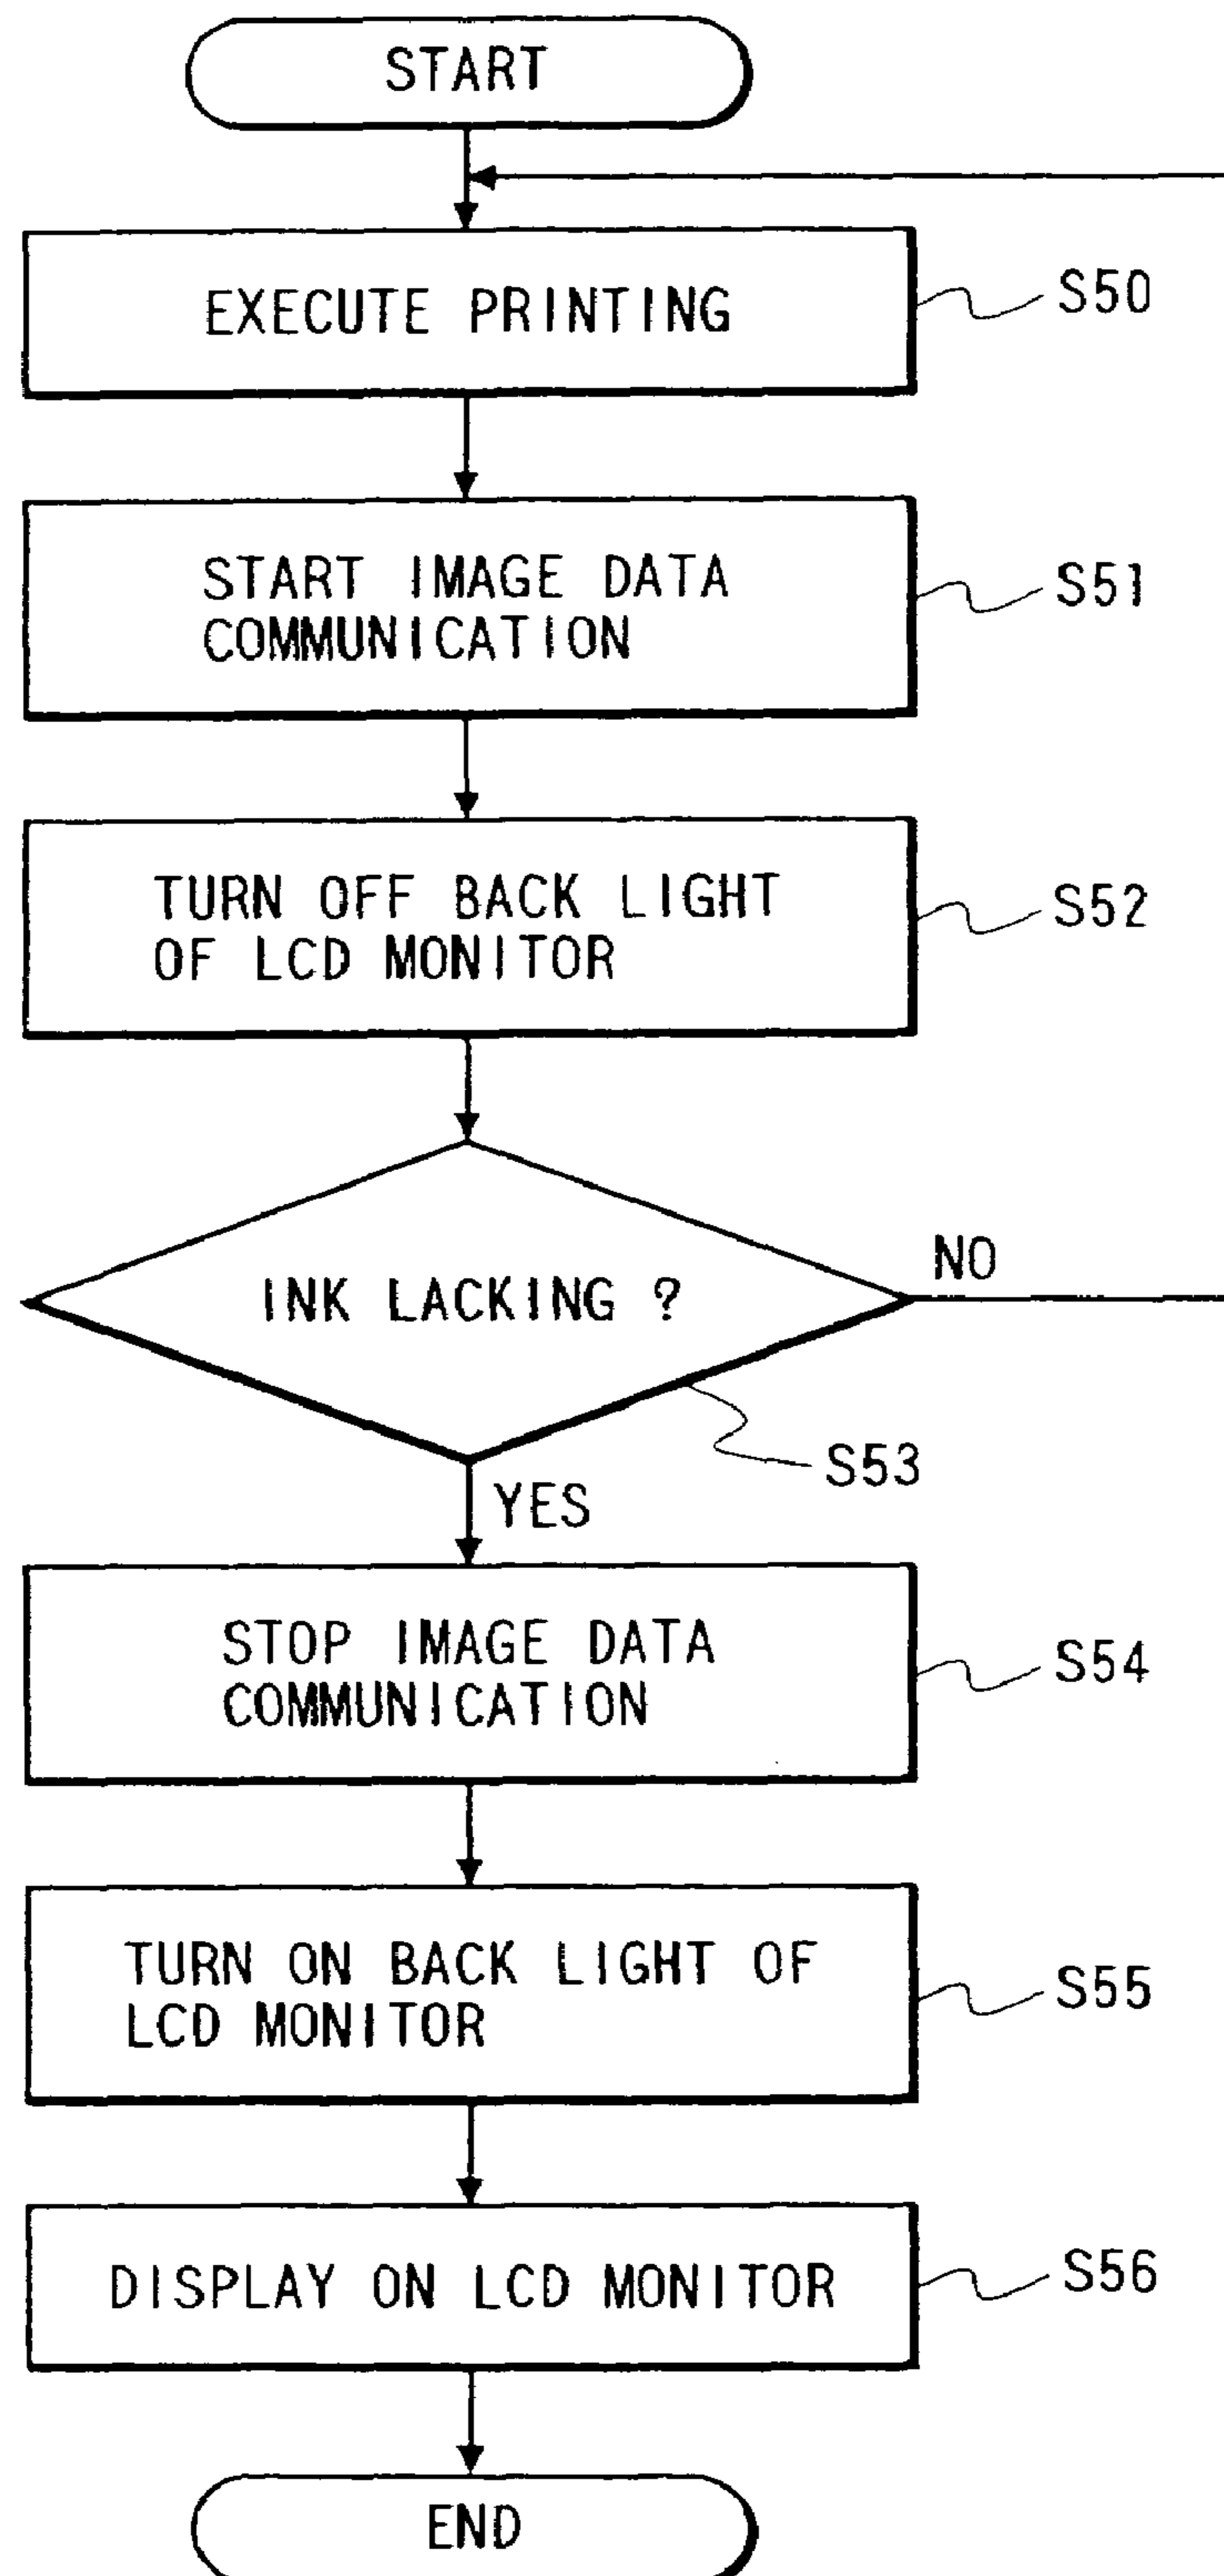 START
EXECUTE PRINTING
S50
START IMAGE DATA
COMMUNICATION
S51
TURN OFF BACK LIGHT
OF LCD MONITOR
S52
INK LACKING ?
NO
S53
YES
STOP IMAGE DATA
COMMUNICATION
S54
TURN ON BACK LIGHT OF
LCD MONITOR
S55
DISPLAY ON LCD MONITOR
S56
END